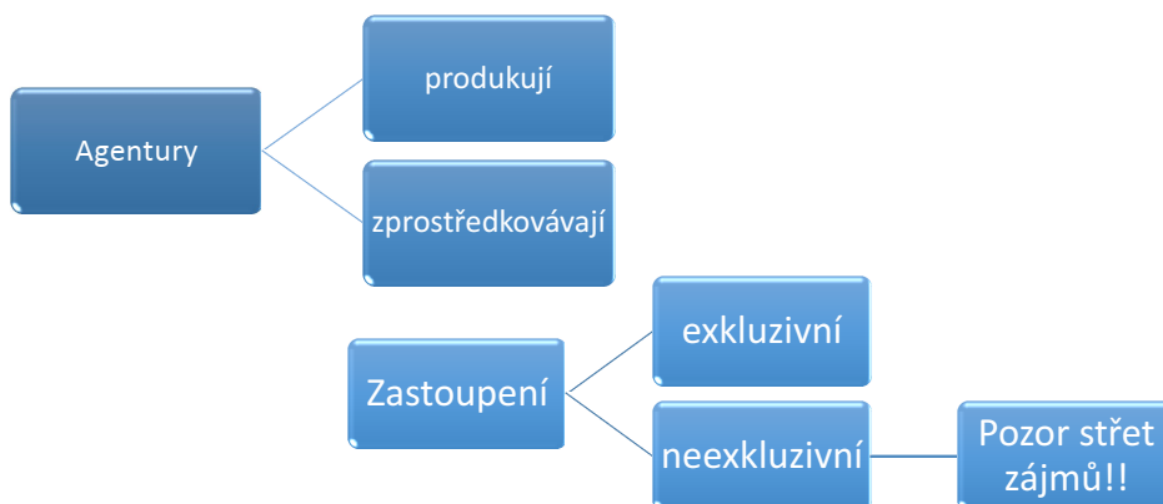 Agentury
produkují
zprostředkovávají
Zastoupení
exkluzivní
neexkluzivní
Pozor střet
zájmů!!